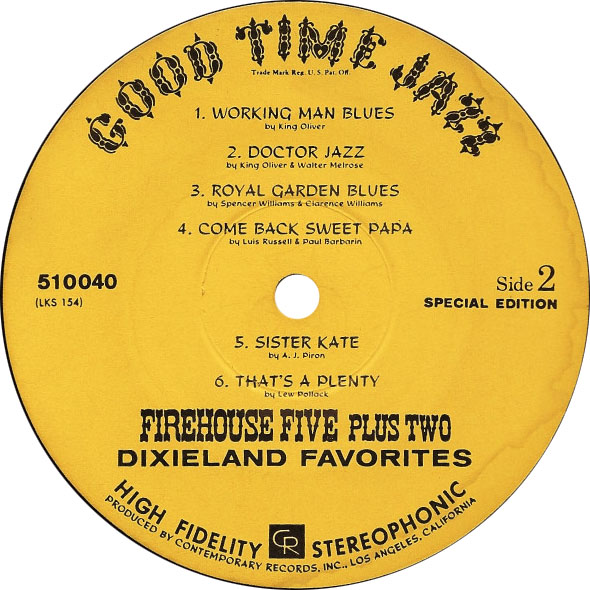 GOOD TIME JAZZ
Trade Mark Reg. U. S. Pat. Off.
1. WORKING MAN BLUES
by King Oliver
2. DOCTOR JAZZ
by King Oliver & Walter Melrose
3. ROYAL GARDEN BLUES
by Spencer Williams & Clarence Williams
4. COME BACK SWEET PAPA
by Luis Russell & Paul Barbarin
510040
(LKS 154)
Side 2
SPECIAL EDITION
5. SISTER KATE
by A. J. Piron
6. THAT'S A PLENTY
by Lew Pollack
FIREHOUSE FIVE PLUS TWO
DIXIELAND FAVORITES
HIGH FIDELITY CR STEREOPHONIC
PRODUCED BY CONTEMPORARY RECORDS, INC., LOS ANGELES, CALIFORNIA